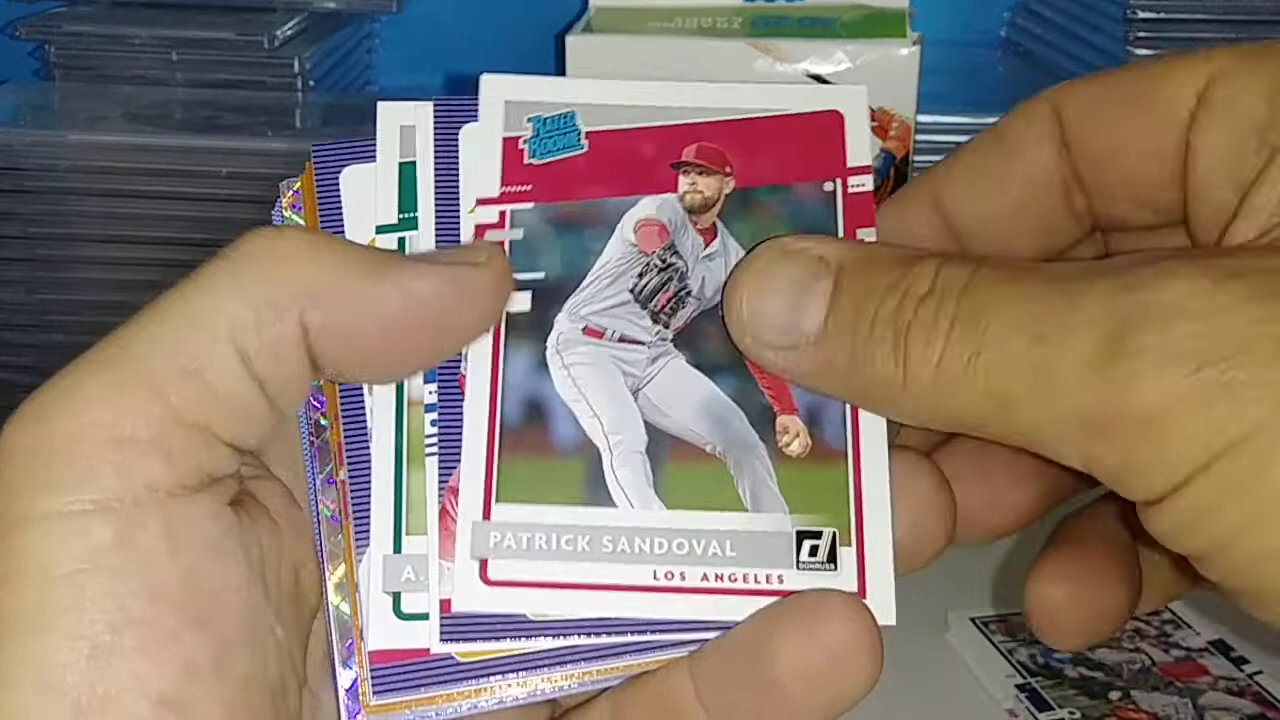 RATED
ROOKIE
PATRICK SANDOVAL
DONRUSS
LOS ANGELES
A.